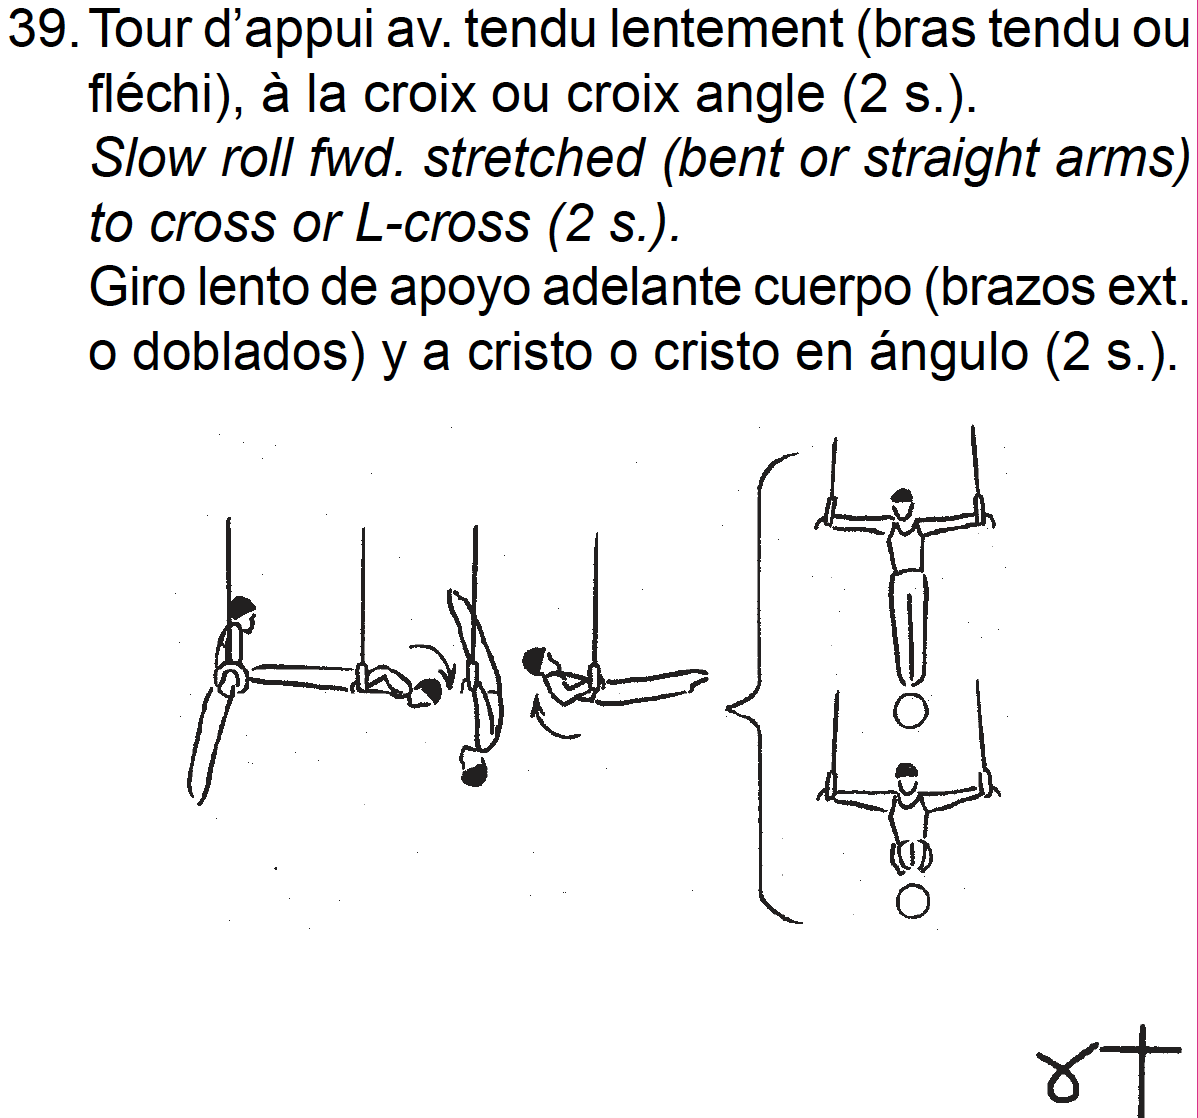 39. Tour d’appui av. tendu lentement (bras tendu ou
fléchi), à la croix ou croix angle (2 s.).
Slow roll fwd. stretched (bent or straight arms)
to cross or L-cross (2 s.).
Giro lento de apoyo adelante cuerpo (brazos ext.
o doblados) y a cristo o cristo en ángulo (2 s.).